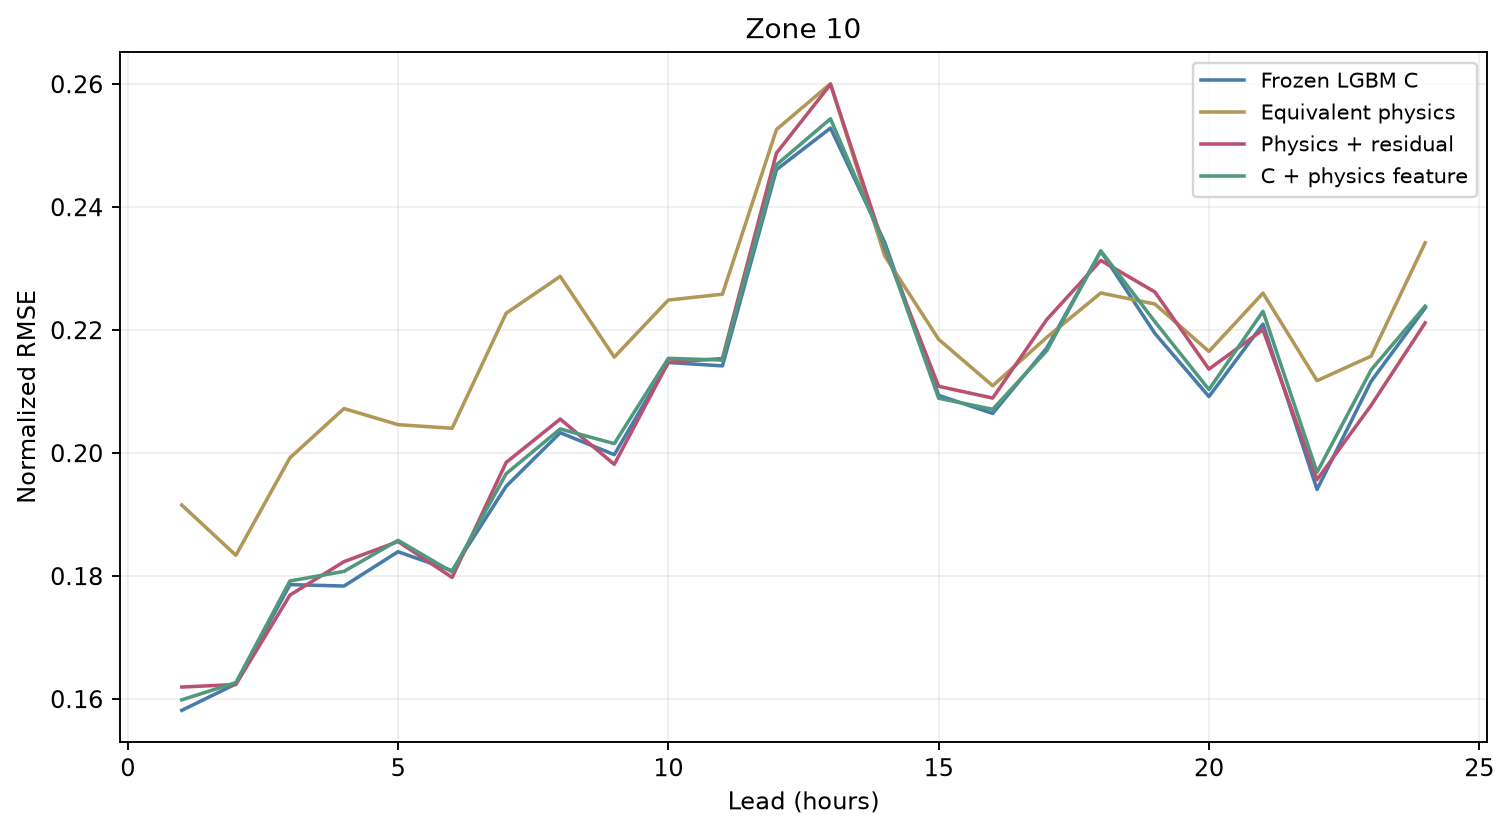 Zone 10
Normalized RMSE
0.26
0.24
0.22
0.20
0.18
0.16
Frozen LGBM C
Equivalent physics
Physics + residual
C + physics feature
0 5 10 15 20 25
Lead (hours)